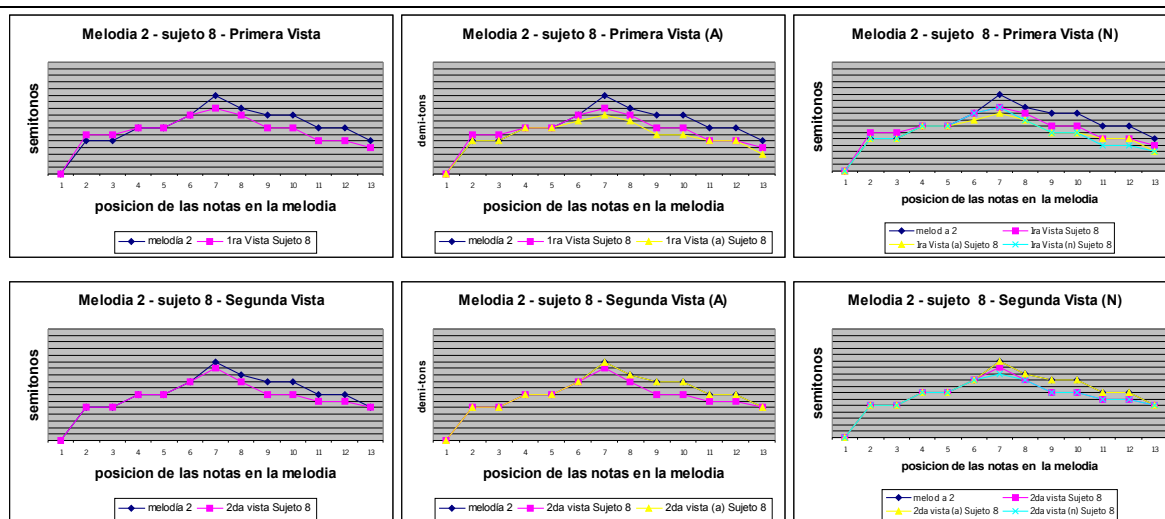 Melodia 2 - sujeto 8 - Primera Vista
semitonos
1 2 3 4 5 6 7 8 9 10 11 12 13
posicion de las notas en la melodia
melodía 2 1ra Vista Sujeto 8
Melodia 2 - sujeto 8 - Primera Vista (A)
demi-tons
1 2 3 4 5 6 7 8 9 10 11 12 13
posicion de las notas en la melodia
melodía 2 1ra Vista Sujeto 8 1ra Vista (a) Sujeto 8
Melodia 2 - sujeto 8 - Primera Vista (N)
semitonos
1 2 3 4 5 6 7 8 9 10 11 12 13
posicion de las notas en la melodia
melod a 2 1ra Vista Sujeto 8
1ra Vista (a) Sujeto 8 1ra Vista (n) Sujeto 8
Melodia 2 - sujeto 8 - Segunda Vista
semitonos
1 2 3 4 5 6 7 8 9 10 11 12 13
posicion de las notas en la melodia
melodía 2 2da vista Sujeto 8
Melodia 2 - sujeto 8 - Segunda Vista (A)
demi-tons
1 2 3 4 5 6 7 8 9 10 11 12 13
posicion de las notas en la melodia
melodía 2 2da vista Sujeto 8 2da vista (a) Sujeto 8
Melodia 2 - sujeto 8 - Segunda Vista (N)
semitonos
1 2 3 4 5 6 7 8 9 10 11 12 13
posicion de las notas en la melodia
melod a 2 2da vista Sujeto 8
2da vista (a) Sujeto 8 2da vista (n) Sujeto 8